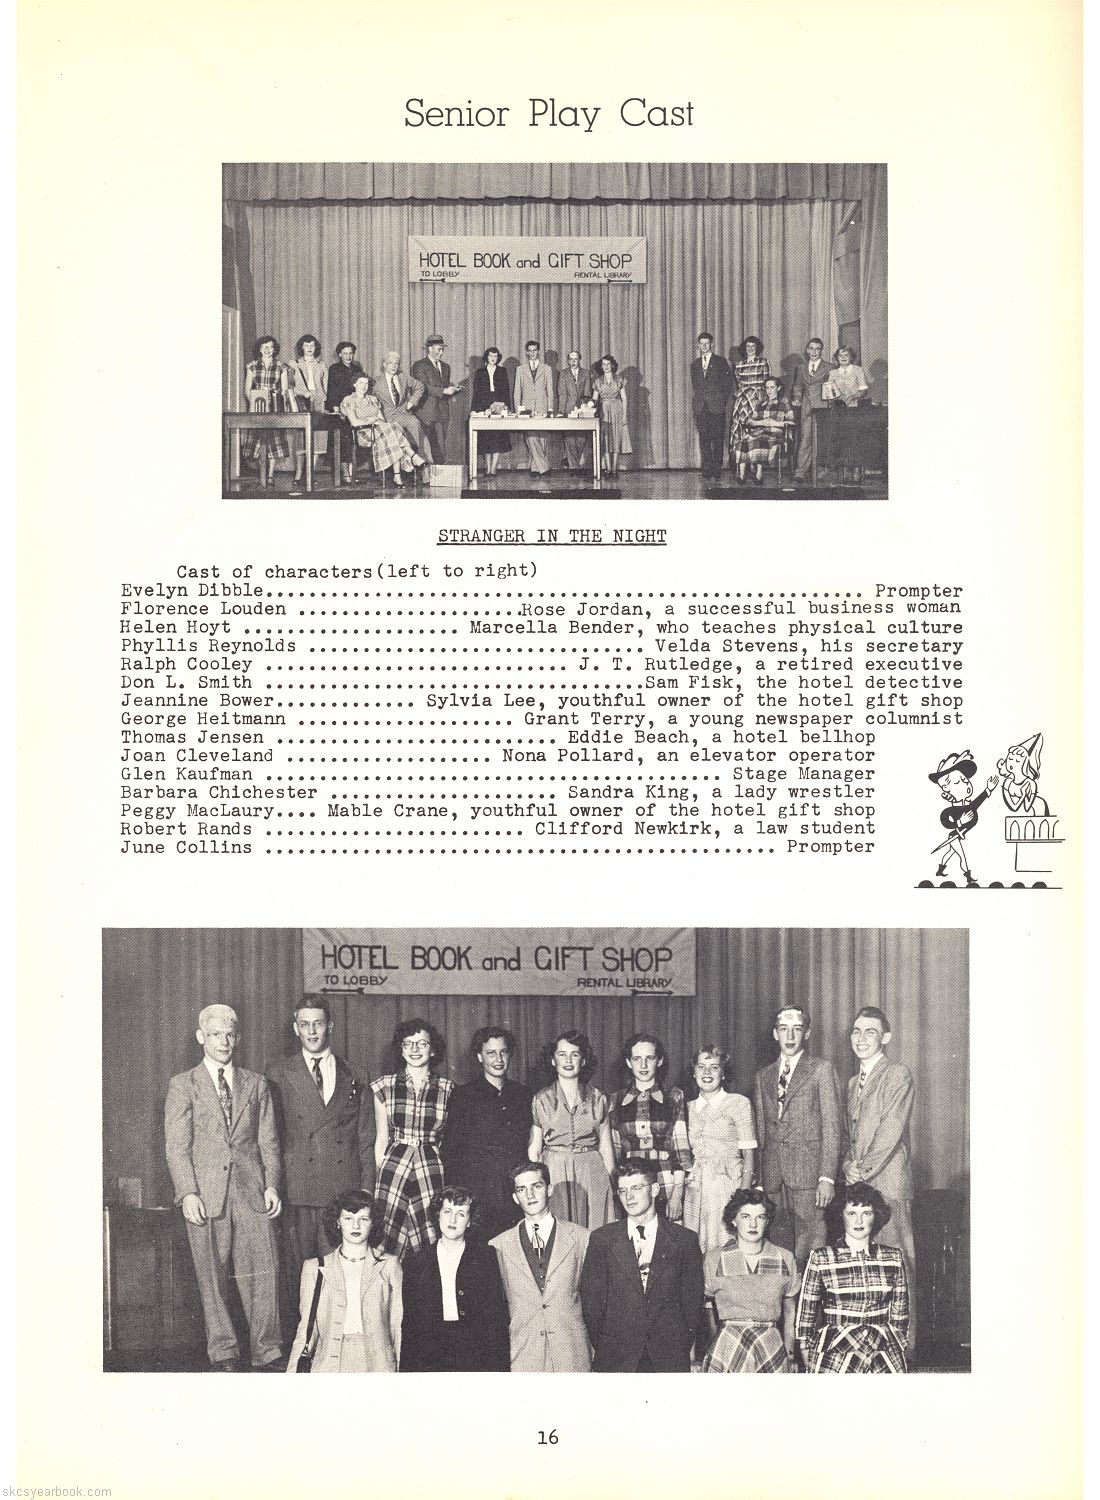 Senior Play Cast
HOTEL BOOK and GIFT SHOP
TO LOBBY RENTAL LIBRARY
STRANGER IN THE NIGHT
Cast of characters(left to right)
Evelyn Dibble....................................................... Prompter
Florence Louden .....................Rose Jordan, a successful business woman
Helen Hoyt .................... Marcella Bender, who teaches physical culture
Phyllis Reynolds ............................... Velda Stevens, his secretary
Ralph Cooley ............................ J. T. Rutledge, a retired executive
Don L. Smith ...................................Sam Fisk, the hotel detective
Jeannine Bower............. Sylvia Lee, youthful owner of the hotel gift shop
George Heitmann .................... Grant Terry, a young newspaper columnist
Thomas Jensen .......................... Eddie Beach, a hotel bellhop
Joan Cleveland ................... Nona Pollard, an elevator operator
Glen Kaufman .......................................... Stage Manager
Barbara Chichester ..................... Sandra King, a lady wrestler
Peggy MacLaury.... Mable Crane, youthful owner of the hotel gift shop
Robert Rands ........................ Clifford Newkirk, a law student
June Collins ............................................... Prompter
HOTEL BOOK and GIFT SHOP
TO LOBBY RENTAL LIBRARY
16
skcsyearbook.com